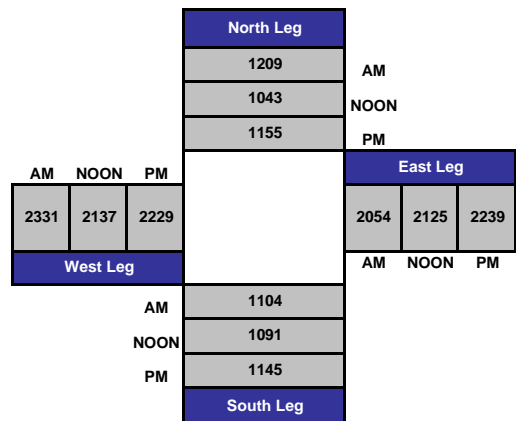 North Leg
1209
AM
1043
NOON
1155
PM
East Leg
AM NOON PM
2331 2137 2229
2054 2125 2239
West Leg
AM NOON PM
AM
1104
NOON
1091
PM
1145
South Leg